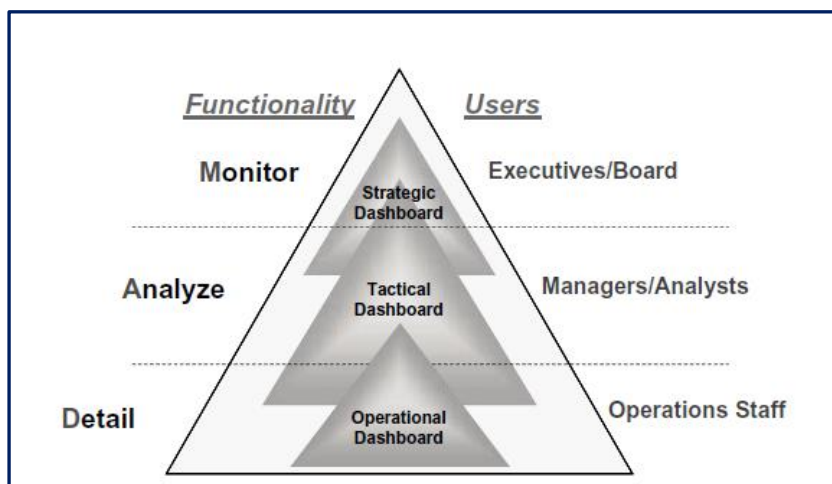 Functionality
Users
Monitor
Executives/Board
Strategic
Dashboard
Analyze
Managers/Analysts
Tactical
Dashboard
Detail
Operations Staff
Operational
Dashboard